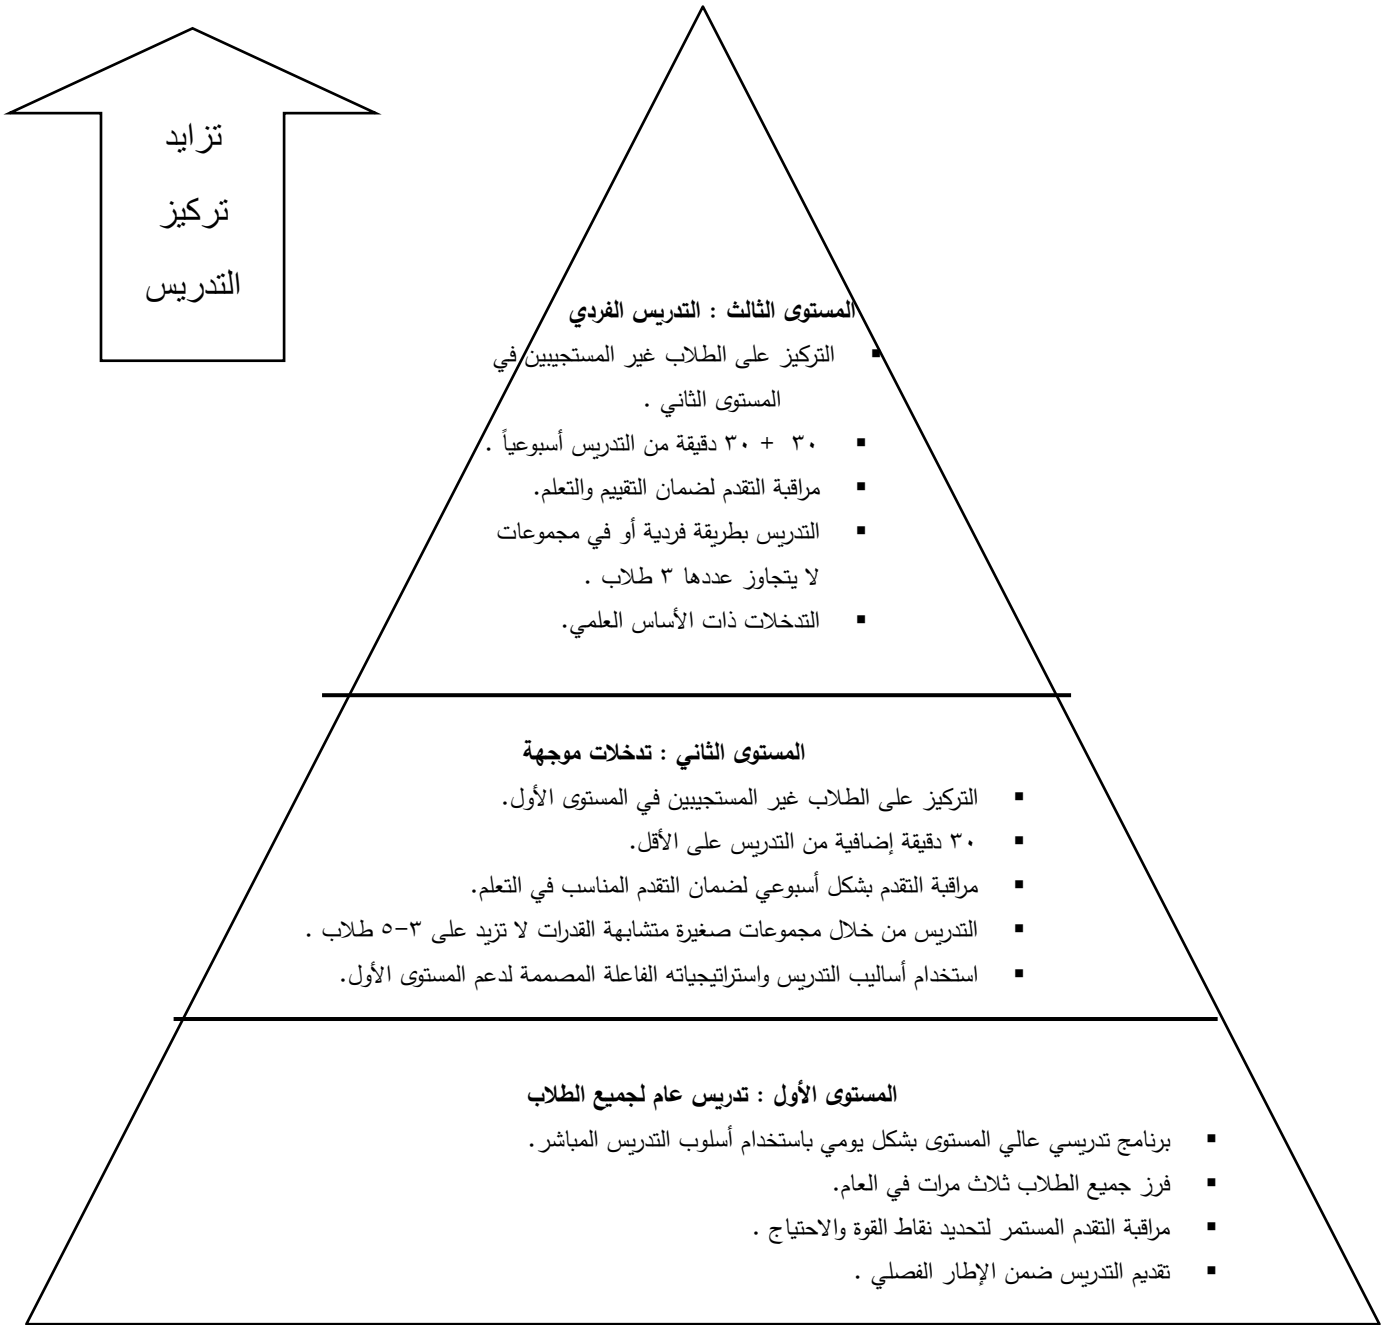 تزايد
تركيز
التدريس
المستوى الثالث : التدريس الفردي
▪ التركيز على الطلاب غير المستجيبين في
المستوى الثاني .
▪ ٣٠ + ٣٠ دقيقة من التدريس أسبوعياً .
▪ مراقبة التقدم لضمان التقييم والتعلم.
▪ التدريس بطريقة فردية أو في مجموعات
لا يتجاوز عددها ٣ طلاب .
▪ التدخلات ذات الأساس العلمي.
المستوى الثاني : تدخلات موجهة
▪ التركيز على الطلاب غير المستجيبين في المستوى الأول.
▪ ٣٠ دقيقة إضافية من التدريس على الأقل.
▪ مراقبة التقدم بشكل أسبوعي لضمان التقدم المناسب في التعلم.
▪ التدريس من خلال مجموعات صغيرة متشابهة القدرات لا تزيد على ٣-٥ طلاب .
▪ استخدام أساليب التدريس واستراتيجياته الفاعلة المصممة لدعم المستوى الأول.
المستوى الأول : تدريس عام لجميع الطلاب
▪ برنامج تدريسي عالي المستوى بشكل يومي باستخدام أسلوب التدريس المباشر.
▪ فرز جميع الطلاب ثلاث مرات في العام.
▪ مراقبة التقدم المستمر لتحديد نقاط القوة والاحتياج .
▪ تقديم التدريس ضمن الإطار الفصلي .